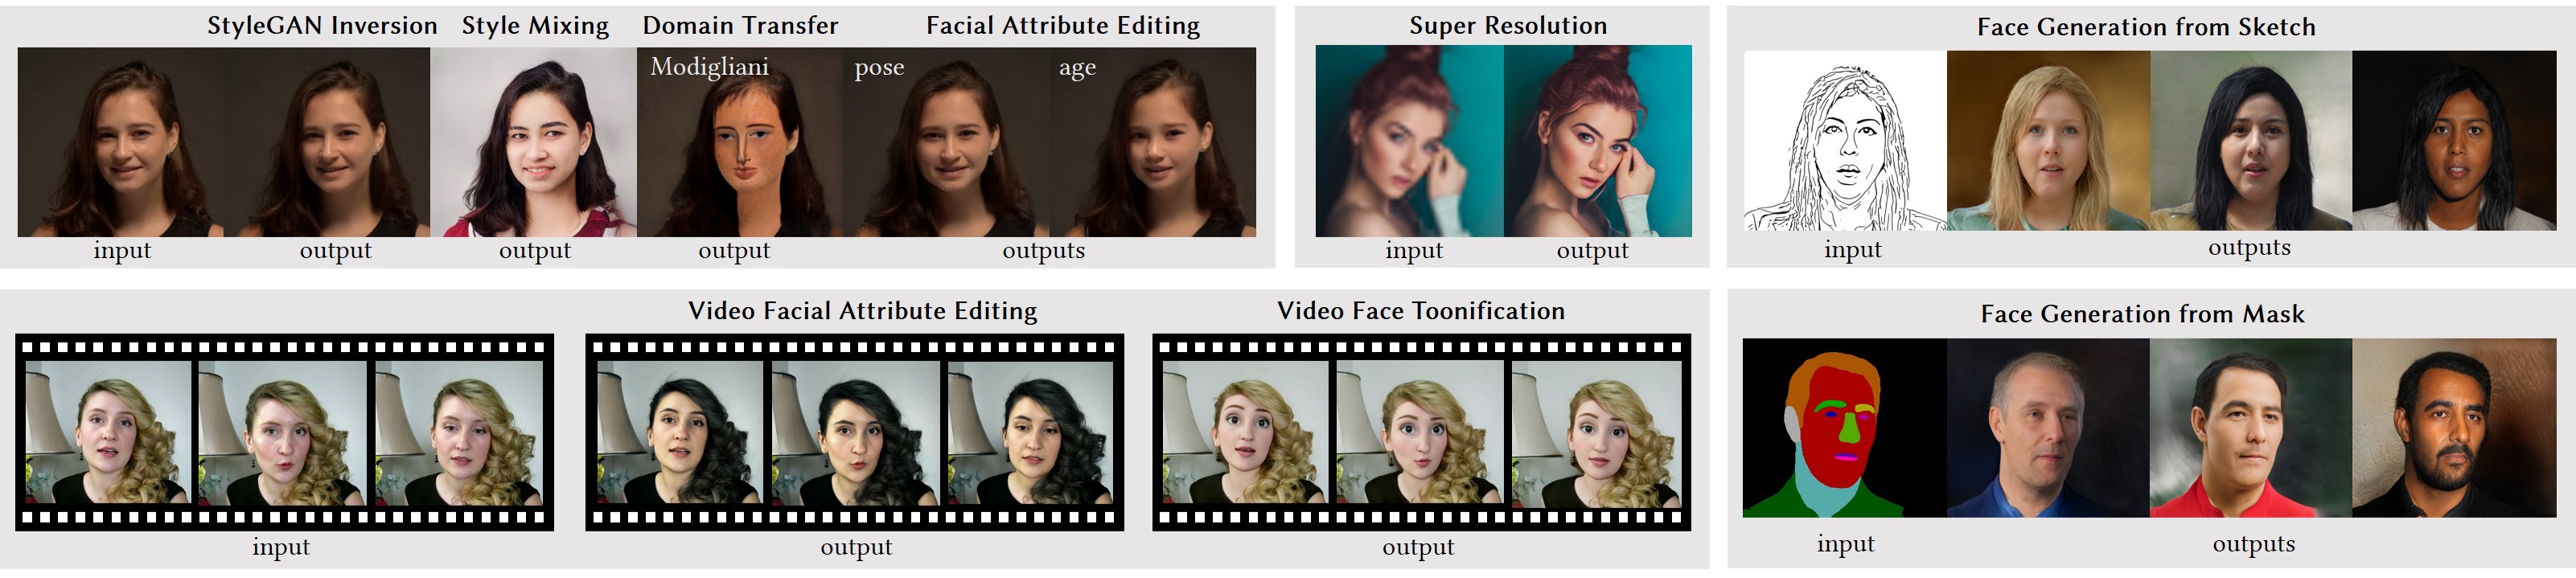 StyleGAN Inversion Style Mixing Domain Transfer Facial Attribute Editing
Modigliani pose age
input output output output outputs
Super Resolution
input output
Face Generation from Sketch
input outputs
Video Facial Attribute Editing Video Face Toonification
input output output
Face Generation from Mask
input outputs